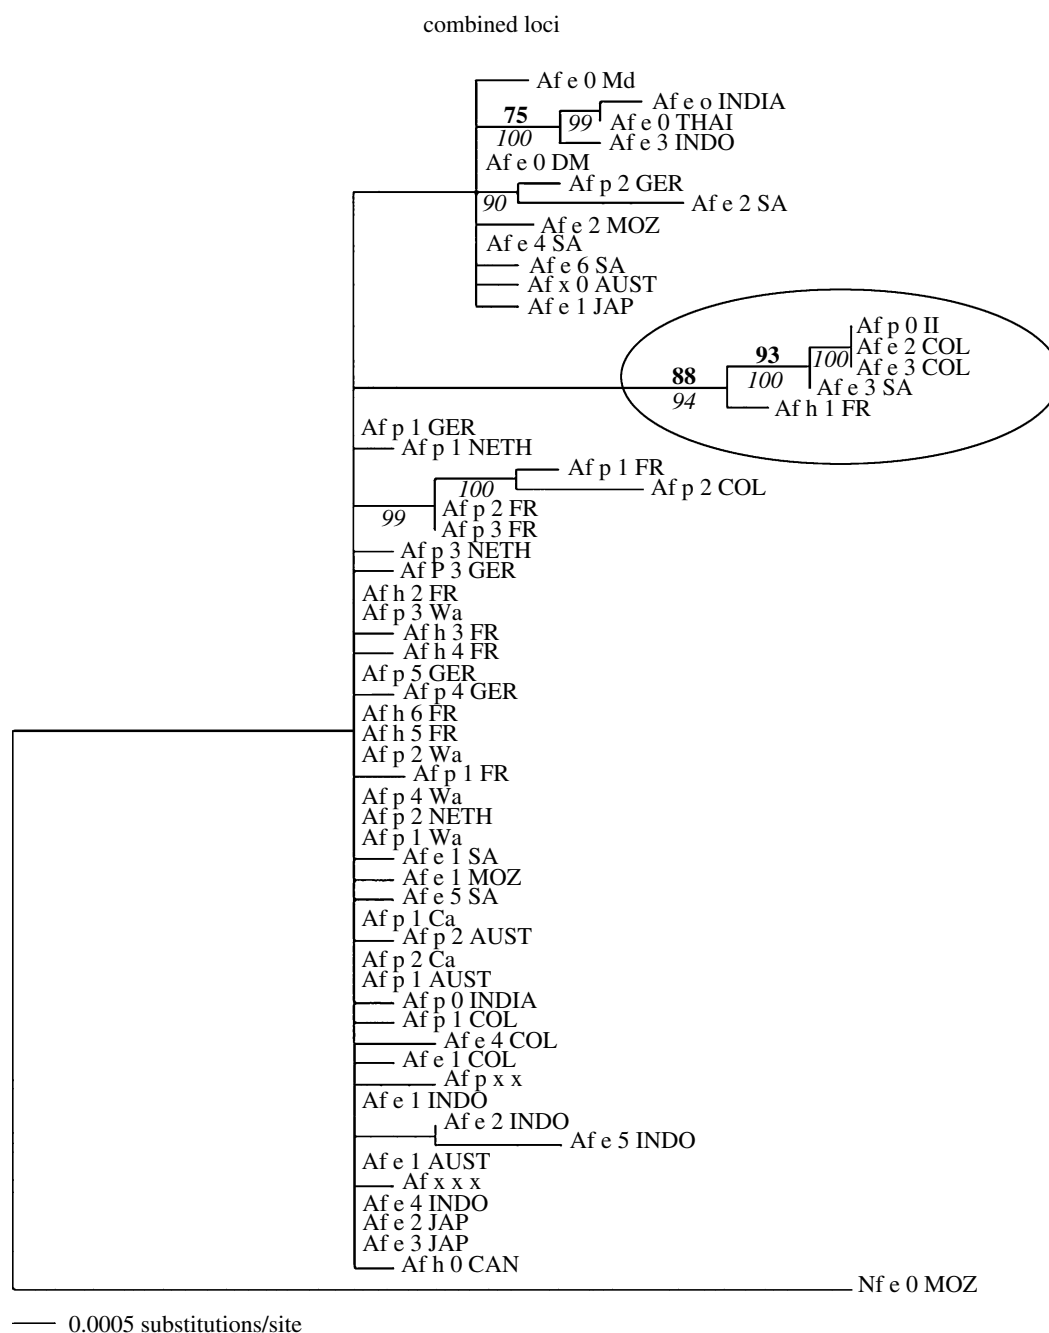 combined loci
Af e 0 Md
Af e o INDIA
75
99
Af e 0 THAI
100
Af e 3 INDO
Af e 0 DM
Af p 2 GER
90
Af e 2 SA
Af e 2 MOZ
Af e 4 SA
Af e 6 SA
Af x 0 AUST
Af e 1 JAP
Af p 0 II
Af e 2 COL
93
100
Af e 3 COL
88
100
Af e 3 SA
94
Af h 1 FR
Af p 1 GER
Af p 1 NETH
Af p 1 FR
100
Af p 2 COL
Af p 2 FR
99
Af p 3 FR
Af p 3 NETH
Af P 3 GER
Af h 2 FR
Af p 3 Wa
Af h 3 FR
Af h 4 FR
Af p 5 GER
Af p 4 GER
Af h 6 FR
Af h 5 FR
Af p 2 Wa
Af p 1 FR
Af p 4 Wa
Af p 2 NETH
Af p 1 Wa
Af e 1 SA
Af e 1 MOZ
Af e 5 SA
Af p 1 Ca
Af p 2 AUST
Af p 2 Ca
Af p 1 AUST
Af p 0 INDIA
Af p 1 COL
Af e 4 COL
Af e 1 COL
Af p x x
Af e 1 INDO
Af e 2 INDO
Af e 5 INDO
Af e 1 AUST
Af x x x
Af e 4 INDO
Af e 2 JAP
Af e 3 JAP
Af h 0 CAN
Nf e 0 MOZ
0.0005 substitutions/site